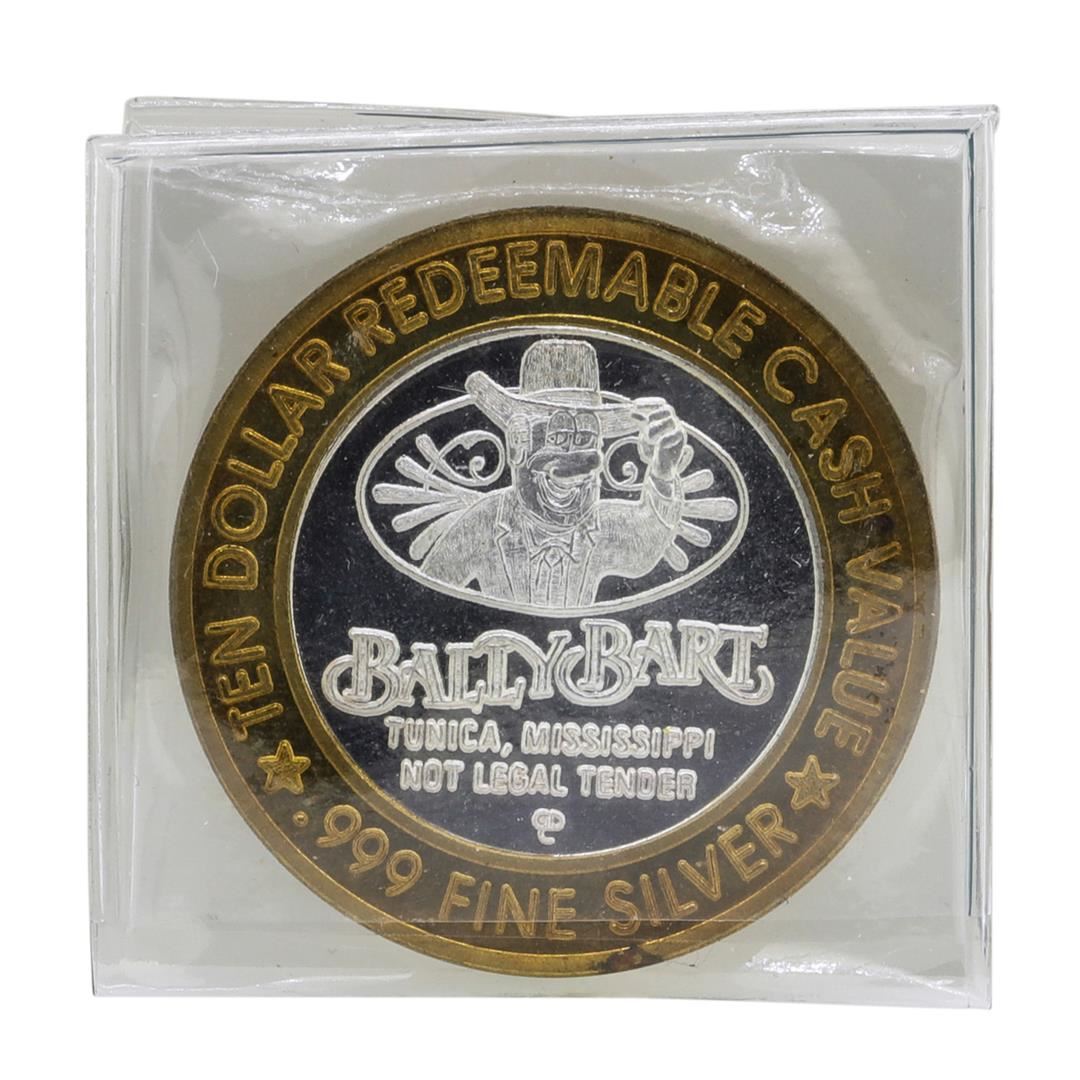 TEN DOLLAR REDEEMABLE CASH VALUE
BALLY BART
TUNICA, MISSISSIPPI
NOT LEGAL TENDER
.999 FINE SILVER